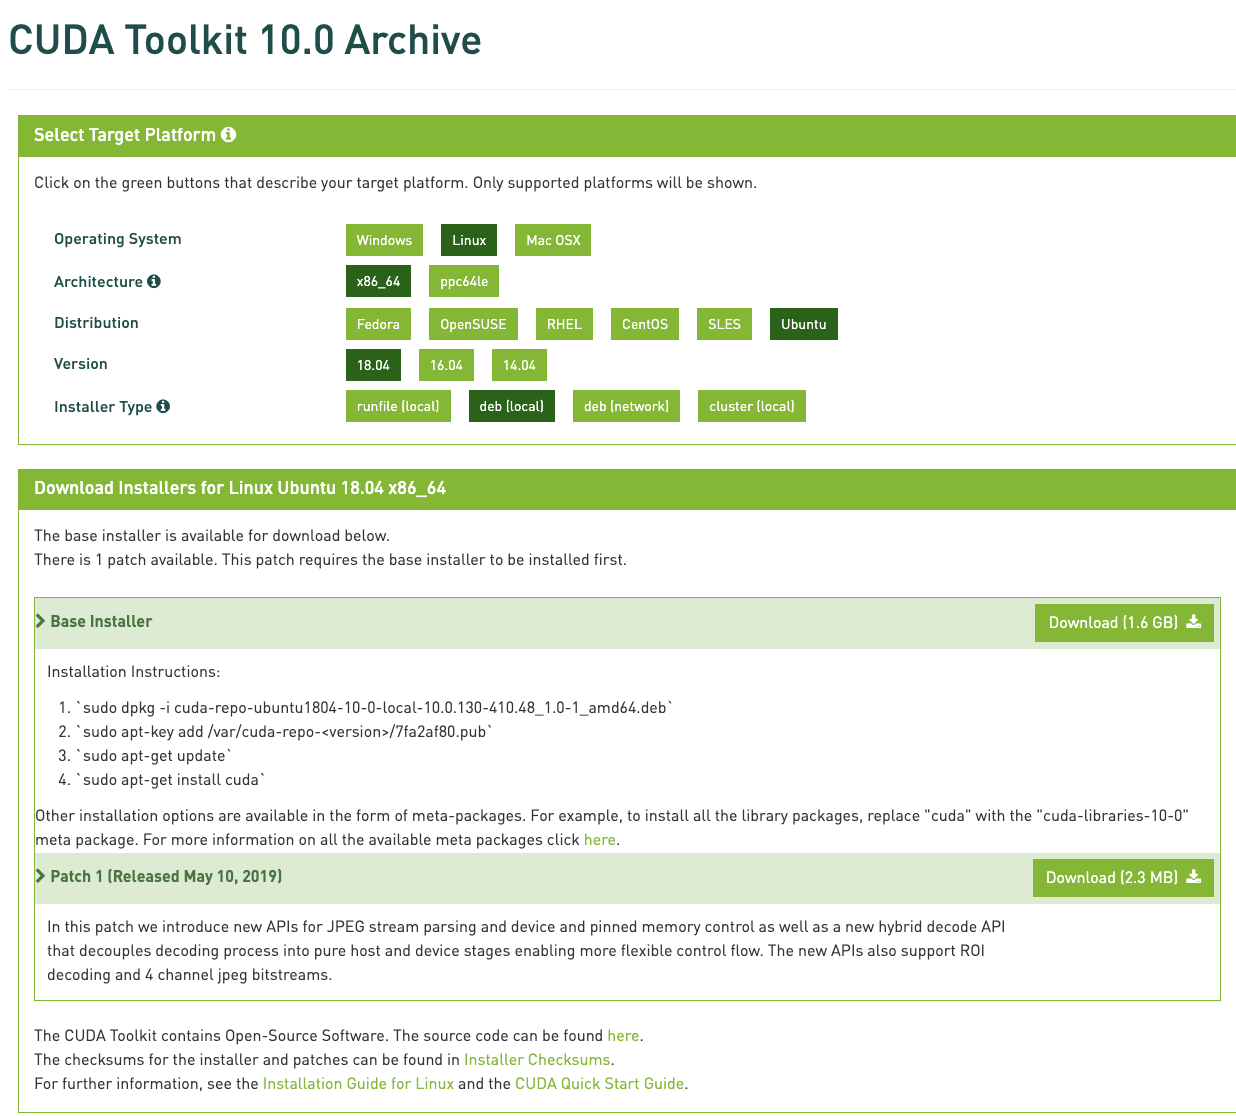 CUDA Toolkit 10.0 Archive
Select Target Platform
Click on the green buttons that describe your target platform. Only supported platforms will be shown.
Operating System Windows Linux Mac OSX
Architecture x86_64 ppc64le
Distribution Fedora OpenSUSE RHEL CentOS SLES Ubuntu
Version 18.04 16.04 14.04
Installer Type runfile (local) deb (local) deb (network) cluster (local)
Download Installers for Linux Ubuntu 18.04 x86_64
The base installer is available for download below.
There is 1 patch available. This patch requires the base installer to be installed first.
Base Installer Download (1.6 GB)
Installation Instructions:
1. `sudo dpkg -i cuda-repo-ubuntu1804-10-0-local-10.0.130-410.48_1.0-1_amd64.deb`
2. `sudo apt-key add /var/cuda-repo-<version>/7fa2af80.pub`
3. `sudo apt-get update`
4. `sudo apt-get install cuda`
Other installation options are available in the form of meta-packages. For example, to install all the library packages, replace "cuda" with the "cuda-libraries-10-0"
meta package. For more information on all the available meta packages click here.
Patch 1 (Released May 10, 2019) Download (2.3 MB)
In this patch we introduce new APIs for JPEG stream parsing and device and pinned memory control as well as a new hybrid decode API
that decouples decoding process into pure host and device stages enabling more flexible control flow. The new APIs also support ROI
decoding and 4 channel jpeg bitstreams.
The CUDA Toolkit contains Open-Source Software. The source code can be found here.
The checksums for the installer and patches can be found in Installer Checksums.
For further information, see the Installation Guide for Linux and the CUDA Quick Start Guide.